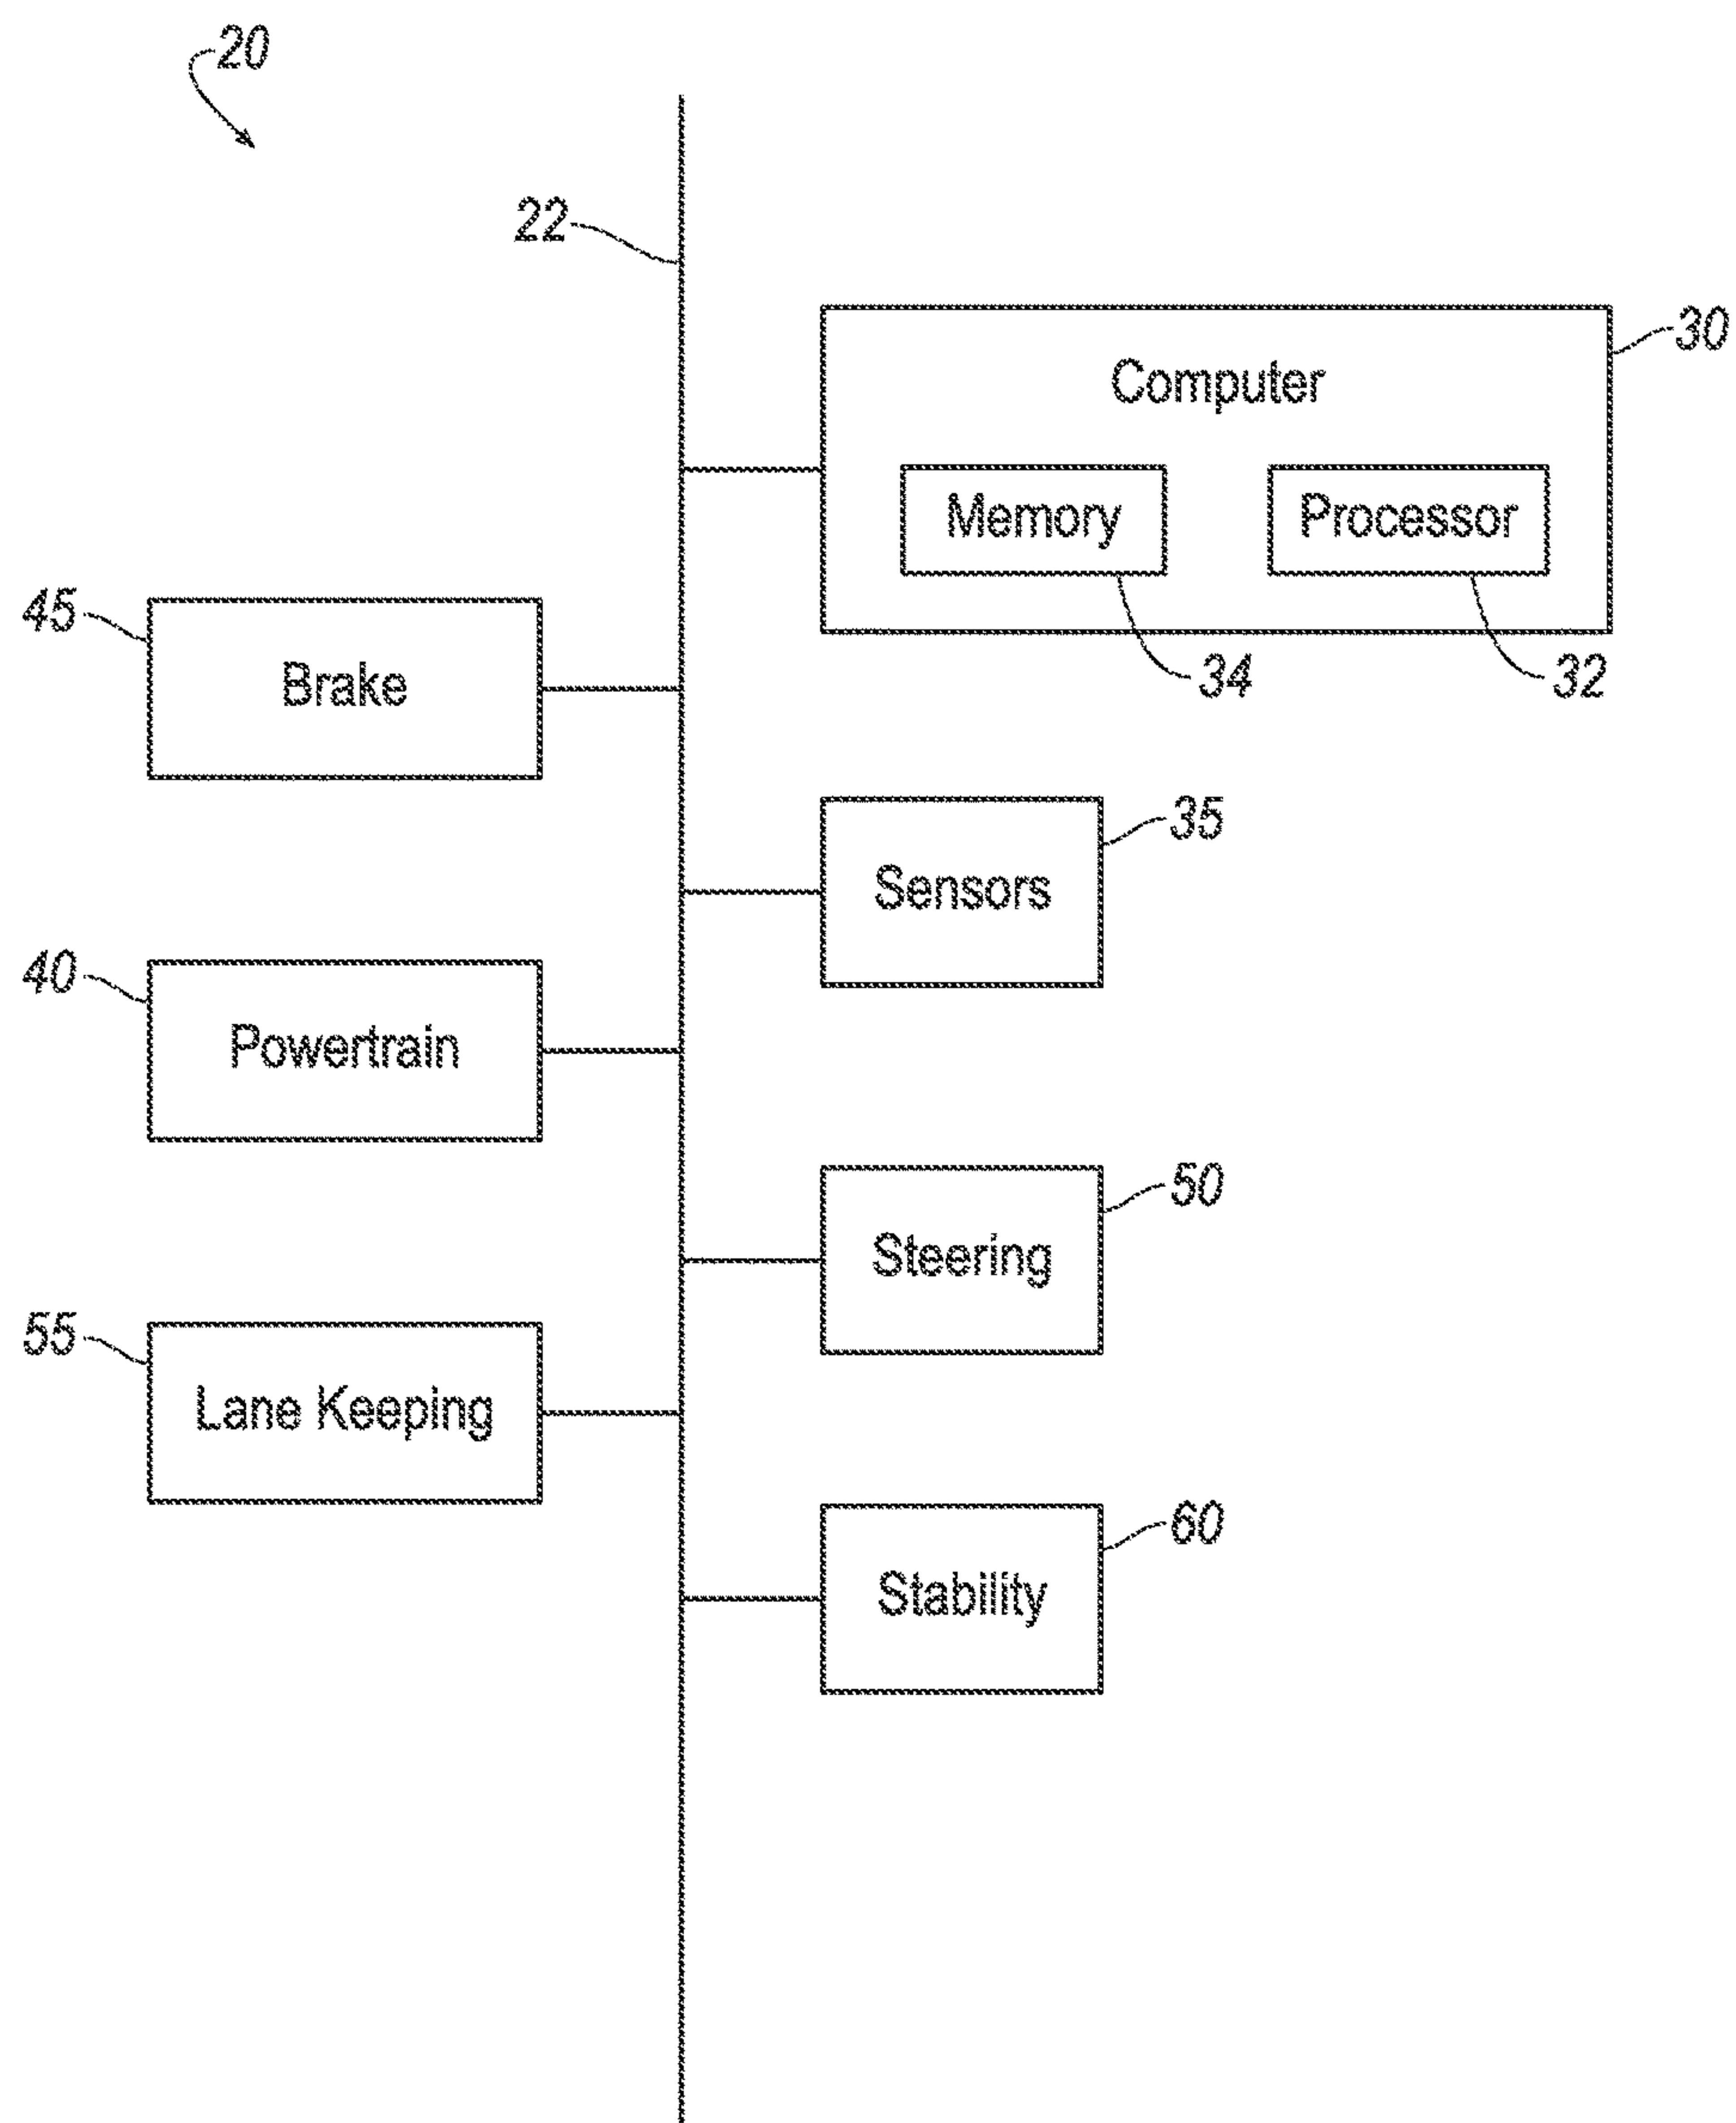 20
22
30
Computer
Memory
Processor
34
32
45
Brake
35
Sensors
40
Powertrain
50
Steering
55
Lane Keeping
60
Stability